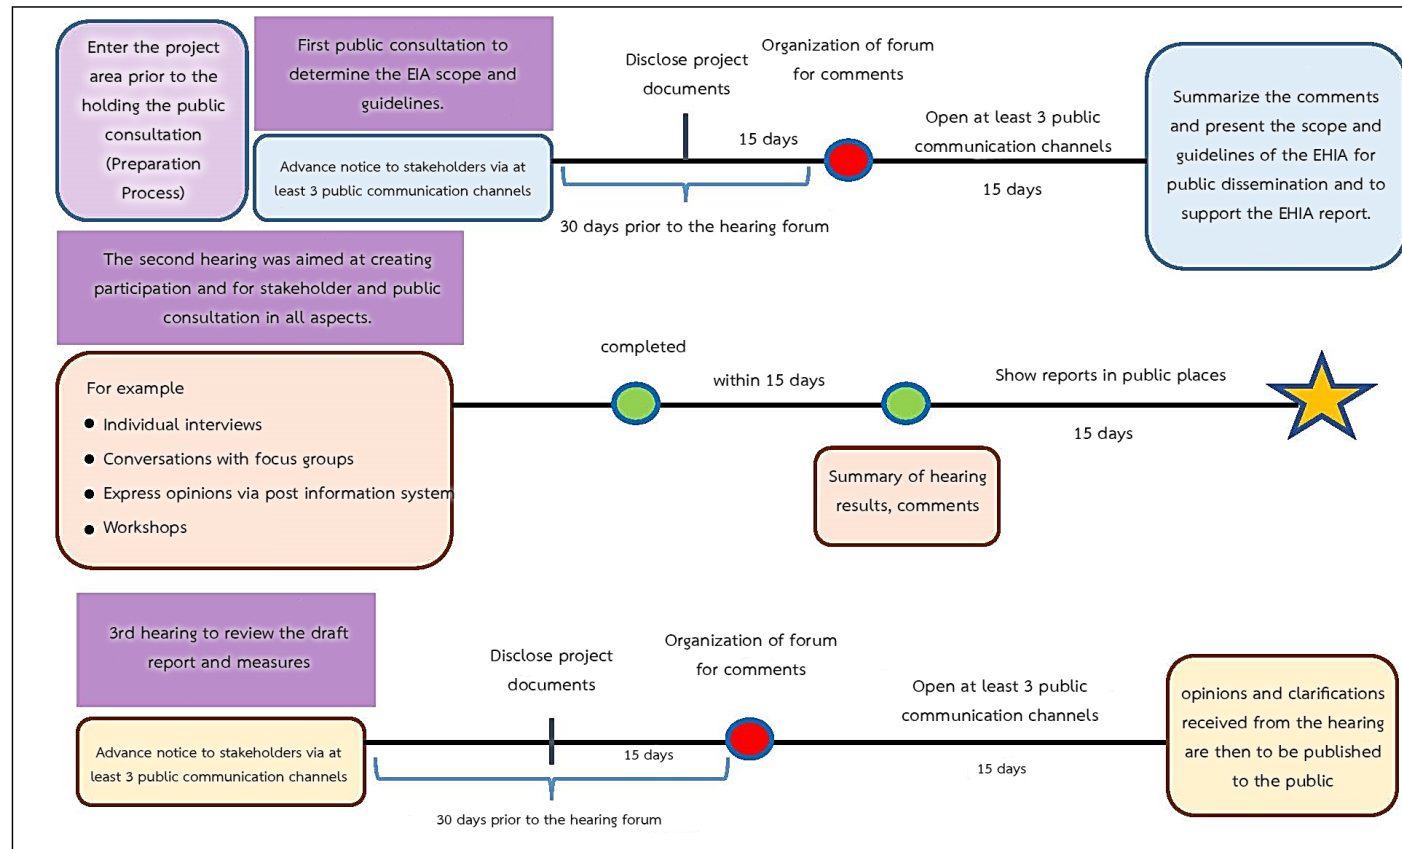 Enter the project
area prior to the
holding the public
consultation
(Preparation
Process)
First public consultation to
determine the EIA scope and
guidelines.
Advance notice to stakeholders via at
least 3 public communication channels
Disclose project
documents
15 days
30 days prior to the hearing forum
Organization of forum
for comments
Open at least 3 public
communication channels
15 days
Summarize the comments
and present the scope and
guidelines of the EHIA for
public dissemination and to
support the EHIA report.
The second hearing was aimed at creating
participation and for stakeholder and public
consultation in all aspects.
For example
● Individual interviews
● Conversations with focus groups
● Express opinions via post information system
● Workshops
completed
within 15 days
Summary of hearing
results, comments
Show reports in public places
15 days
3rd hearing to review the draft
report and measures
Advance notice to stakeholders via at
least 3 public communication channels
Disclose project
documents
15 days
30 days prior to the hearing forum
Organization of forum
for comments
Open at least 3 public
communication channels
15 days
opinions and clarifications
received from the hearing
are then to be published
to the public